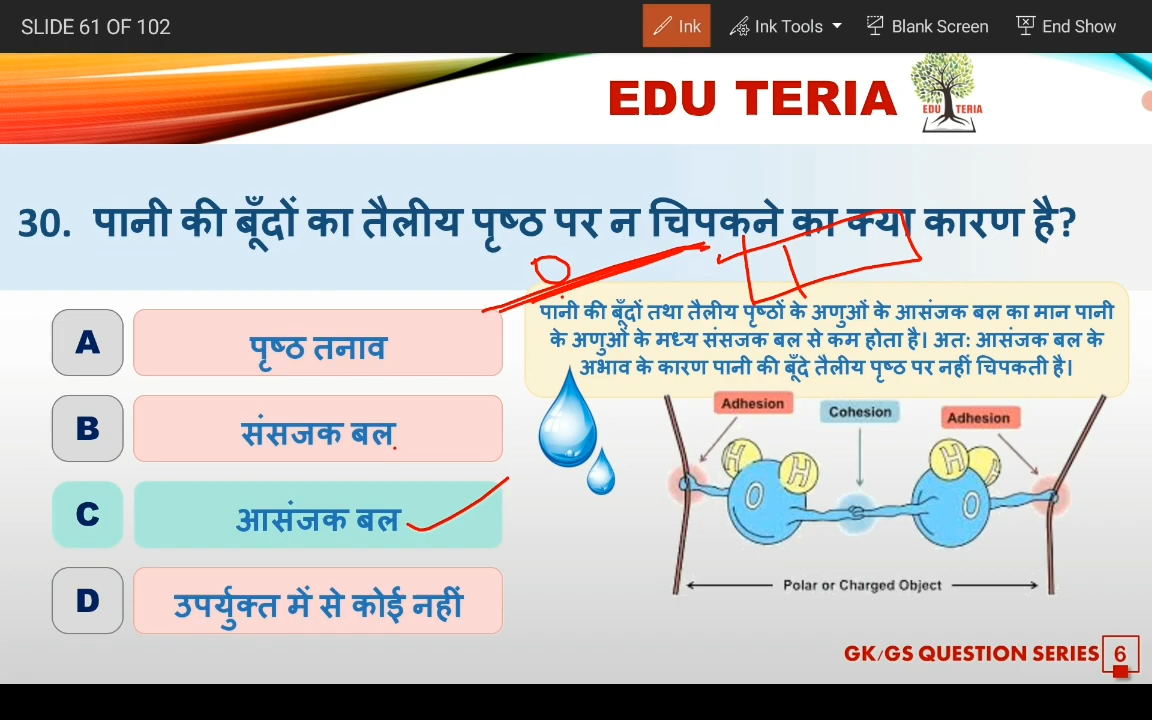 SLIDE 61 OF 102
Ink
Ink Tools
Blank Screen
End Show
EDU TERIA
EDU TERIA
30. पानी की बूँदों का तैलीय पृष्ठ पर न चिपकने का क्या कारण है?
A पृष्ठ तनाव
B संसजक बल
C आसंजक बल
D उपर्युक्त में से कोई नहीं
पानी की बूँदों तथा तैलीय पृष्ठों के अणुओं के आसंजक बल का मान पानी
के अणुओं के मध्य संसजक बल से कम होता है। अत: आसंजक बल के
अभाव के कारण पानी की बूँदे तैलीय पृष्ठ पर नहीं चिपकती है।
Adhesion
Cohesion
Adhesion
H H H H
O O
Polar or Charged Object
GK/GS QUESTION SERIES 6